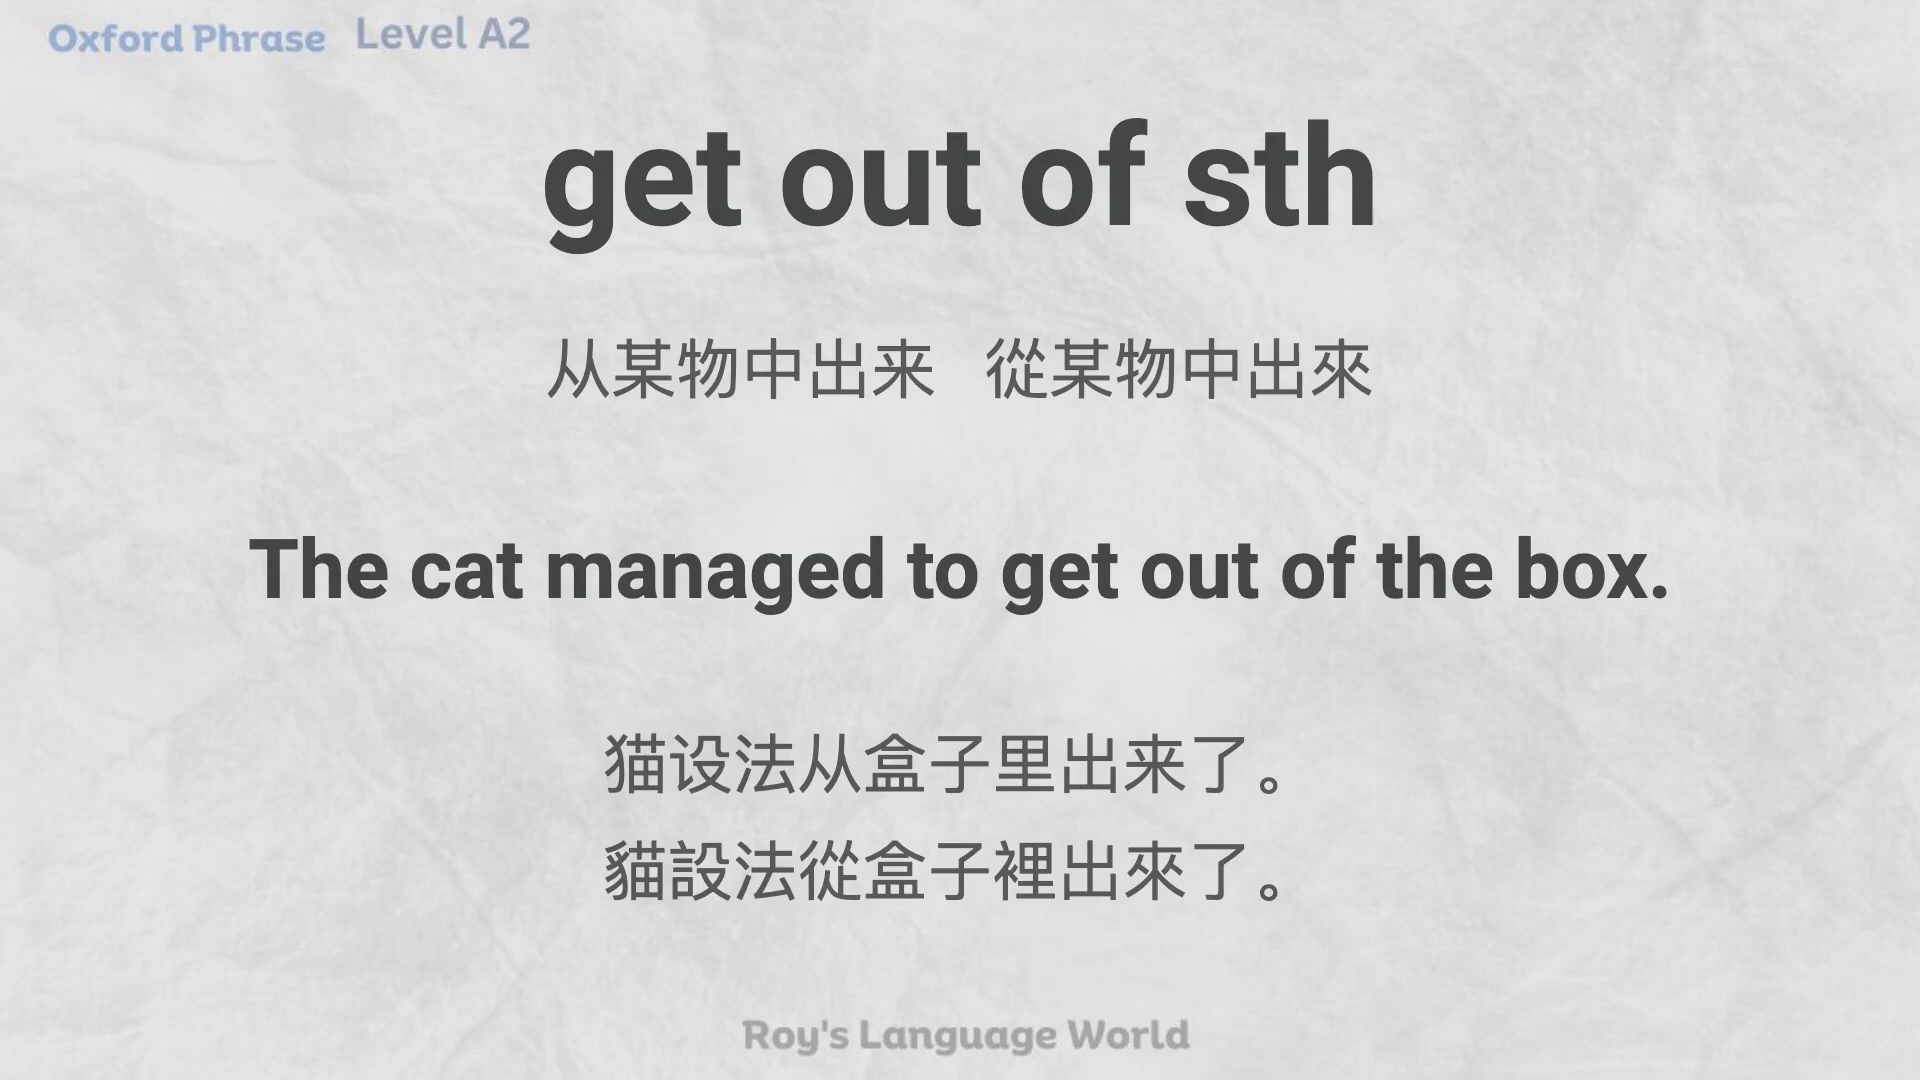 Oxford Phrase Level A2
get out of sth
从某物中出来 從某物中出來
The cat managed to get out of the box.
猫设法从盒子里出来了。
貓設法從盒子裡出來了。
Roy's Language World